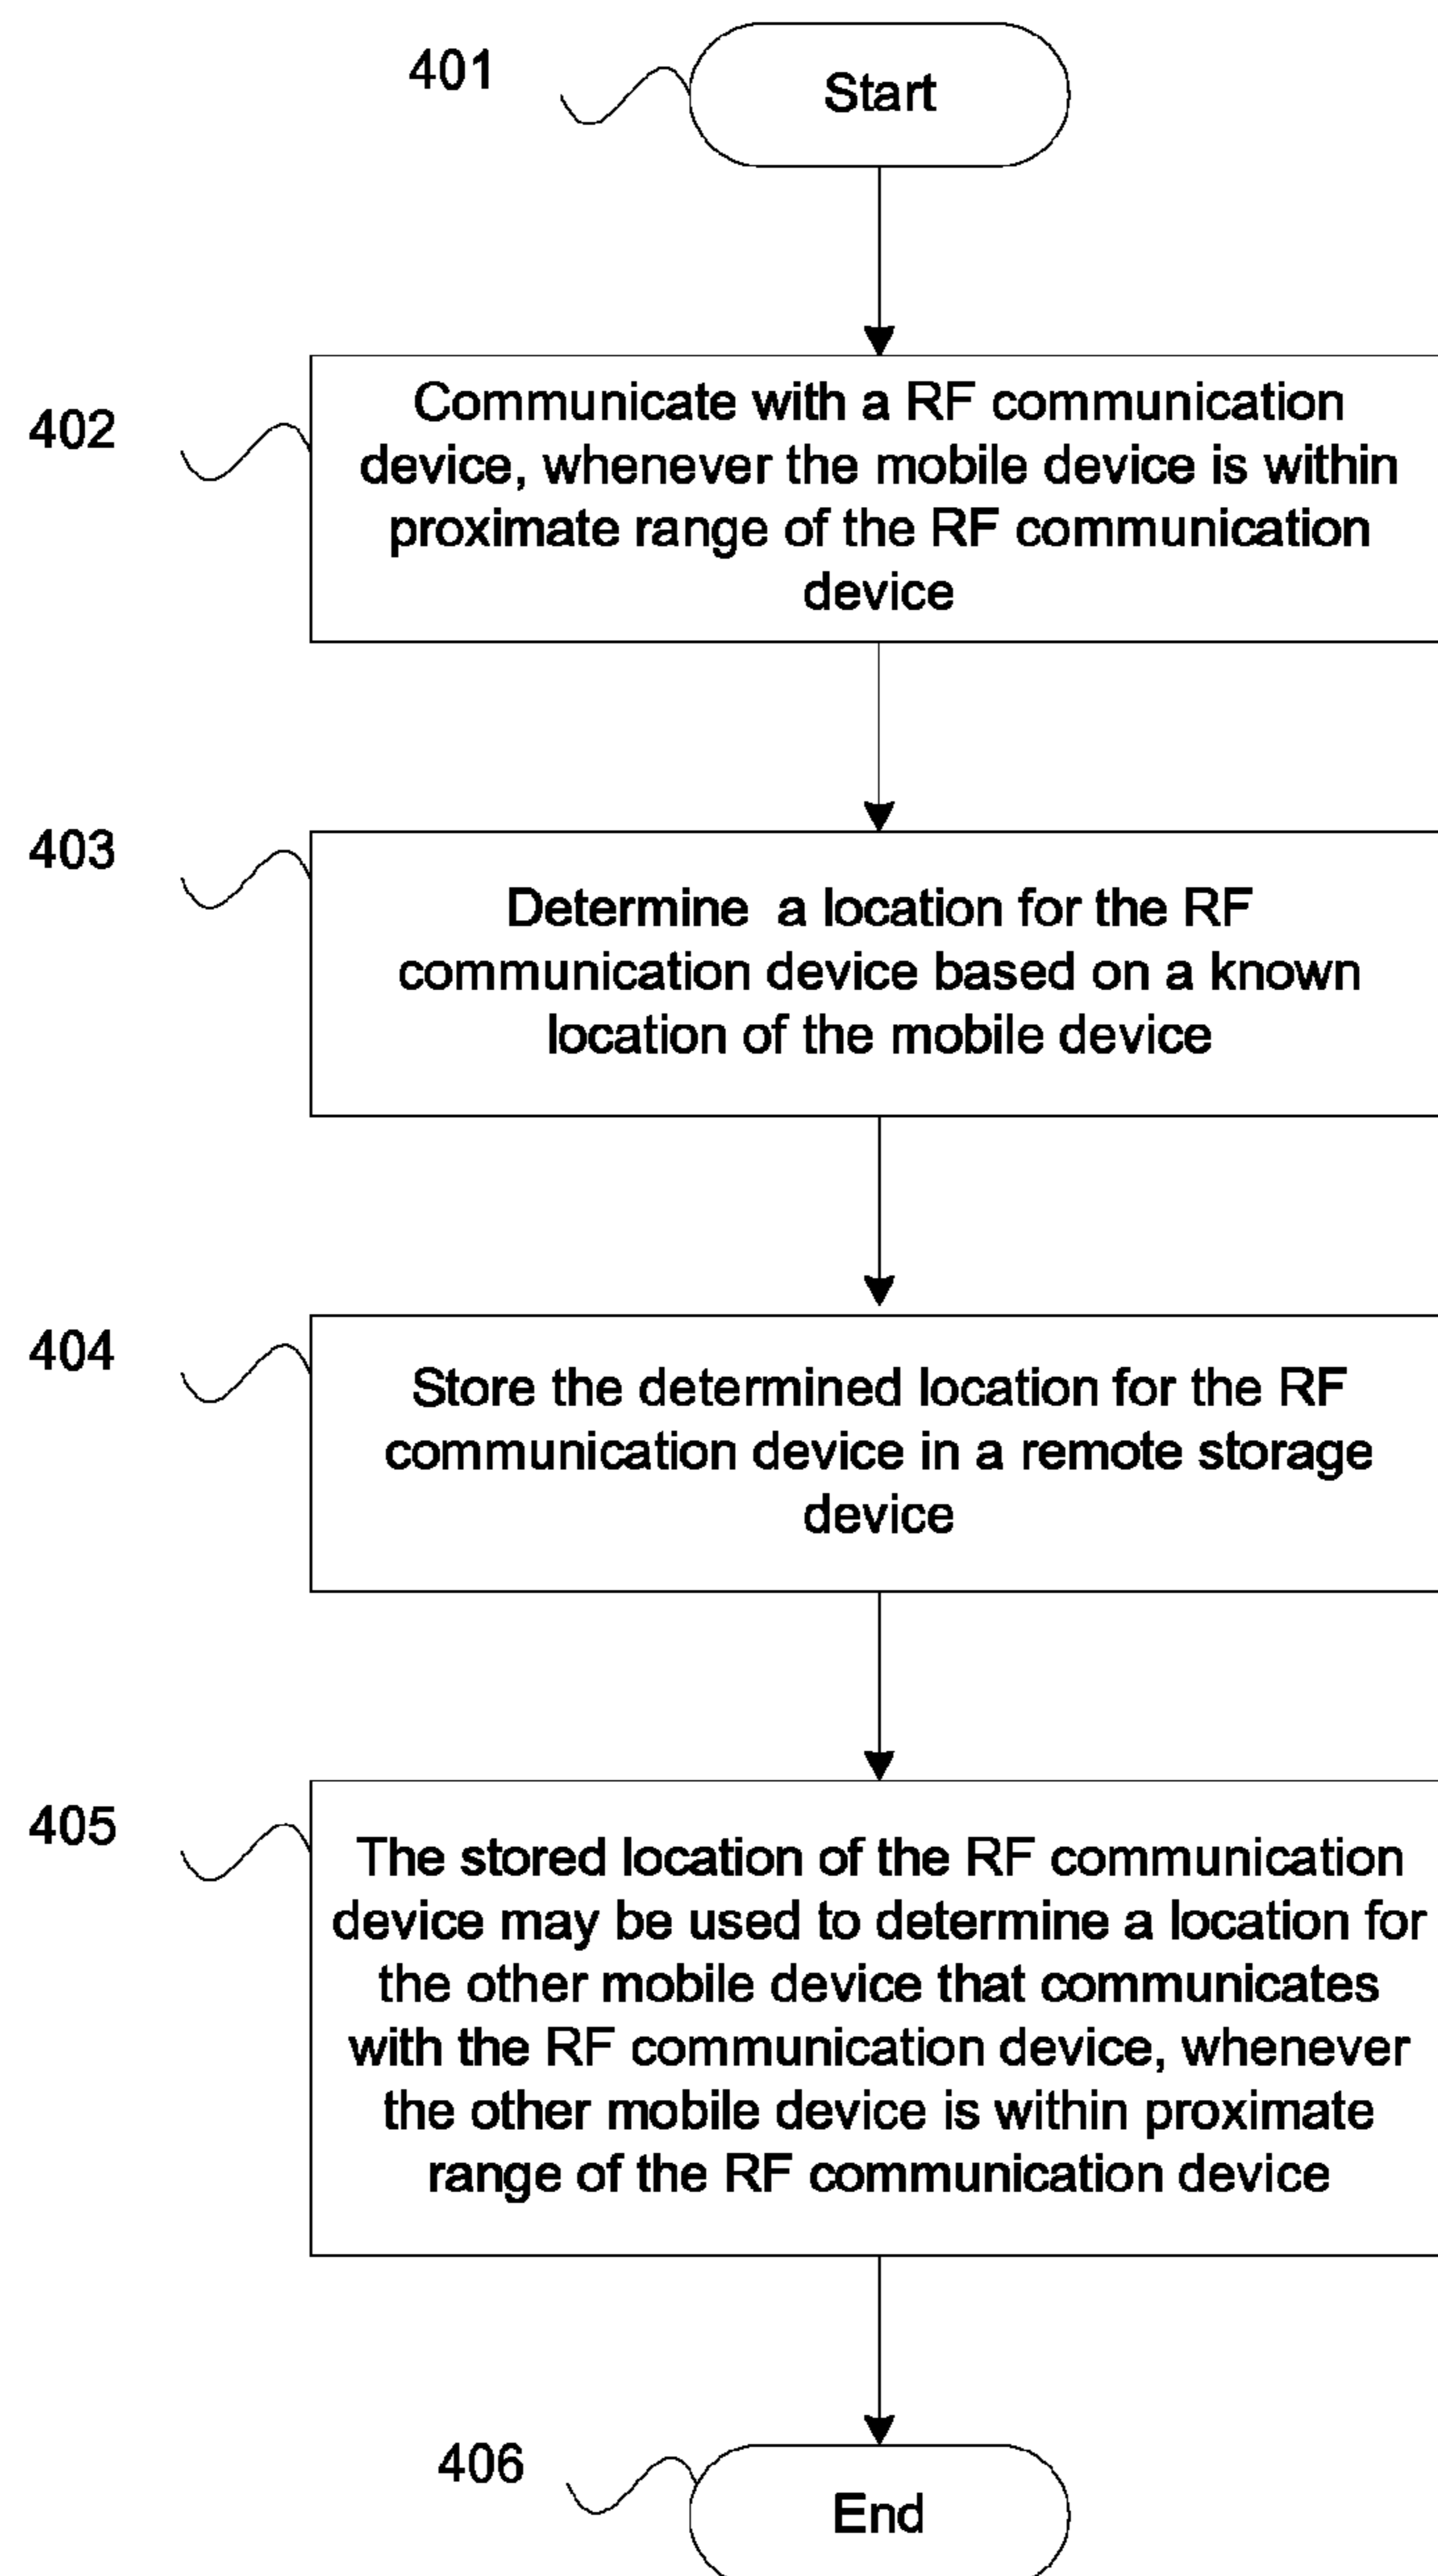 401
Start
402
Communicate with a RF communication
device, whenever the mobile device is within
proximate range of the RF communication
device
403
Determine a location for the RF
communication device based on a known
location of the mobile device
404
Store the determined location for the RF
communication device in a remote storage
device
405
The stored location of the RF communication
device may be used to determine a location for
the other mobile device that communicates
with the RF communication device, whenever
the other mobile device is within proximate
range of the RF communication device
406
End